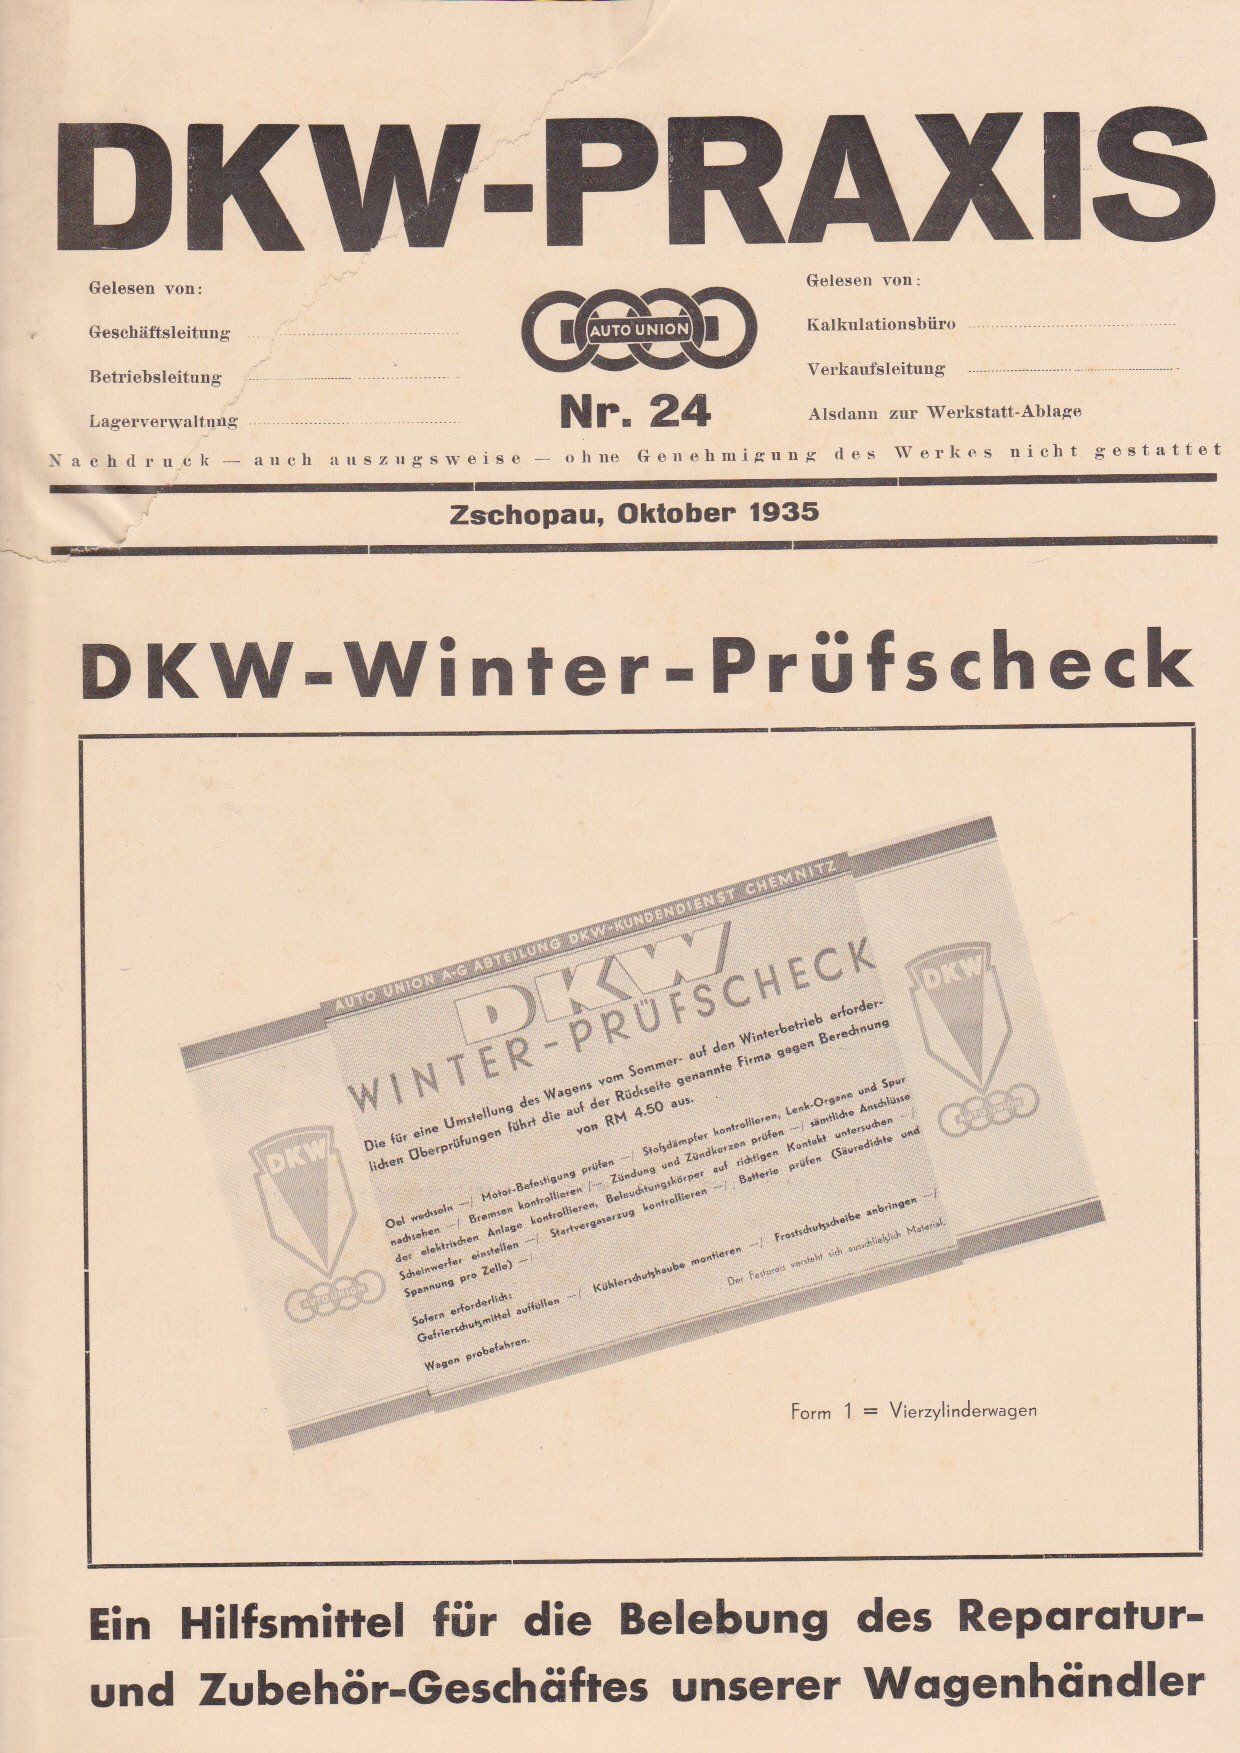 DKW-PRAXIS
Gelesen von:
Geschäftsleitung
Betriebsleitung
Lagerverwaltung
AUTO UNION
Nr. 24
Gelesen von:
Kalkulationsbüro
Verkaufsleitung
Alsdann zur Werkstatt-Ablage
Nachdruck — auch auszugsweise — ohne Genehmigung des Werkes nicht gestattet
Zschopau, Oktober 1935
DKW-Winter-Prüfscheck
AUTO UNION A-G ABTEILUNG DKW-KUNDENDIENST CHEMNITZ
DKW
WINTER-PRÜFSCHECK
Die für eine Umstellung des Wagens vom Sommer- auf den Winterbetrieb erforder-
lichen Überprüfungen führt die auf der Rückseite genannte Firma gegen Berechnung
von RM 4.50 aus.
Oel wechseln —/ Motor-Befestigung prüfen —/ Stoßdämpfer kontrollieren, Lenk-Organe und Spur
nachsehen —/ Bremsen kontrollieren /— Zündung und Zündkerzen prüfen —/ sämtliche Anschlüsse
der elektrischen Anlage kontrollieren, Beleuchtungskörper auf richtigen Kontakt untersuchen —/
Scheinwerfer einstellen —/ Startvergaserzug kontrollieren —/ Batterie prüfen (Säuredichte und
Spannung pro Zelle) —/
Sofern erforderlich:
Gefrierschutzmittel auffüllen —/ Kühlerschutzhaube montieren —/ Frostschutzscheibe anbringen —/
Der Festpreis versteht sich ausschließlich Material.
Wagen probefahren.
DKW
AUTO UNION
DKW
AUTO UNION
Form 1 = Vierzylinderwagen
Ein Hilfsmittel für die Belebung des Reparatur-
und Zubehör-Geschäftes unserer Wagenhändler